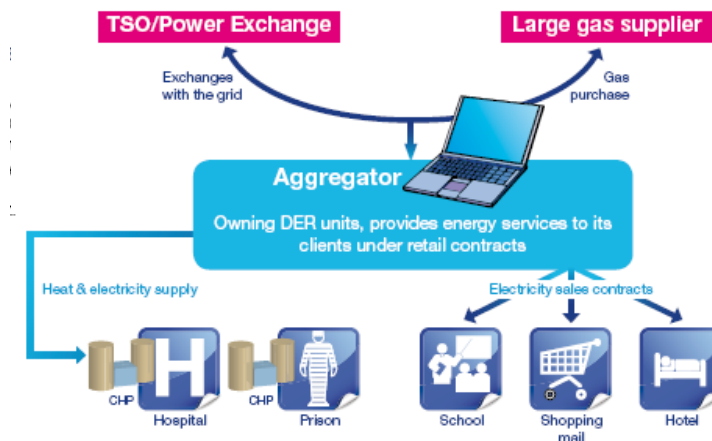 TSO/Power Exchange
Large gas supplier
Exchanges
with the grid
Gas
purchase
Aggregator
Owning DER units, provides energy services to its
clients under retail contracts
Heat & electricity supply
Electricity sales contracts
CHP
Hospital
CHP
Prison
School
Shopping
mail
Hotel